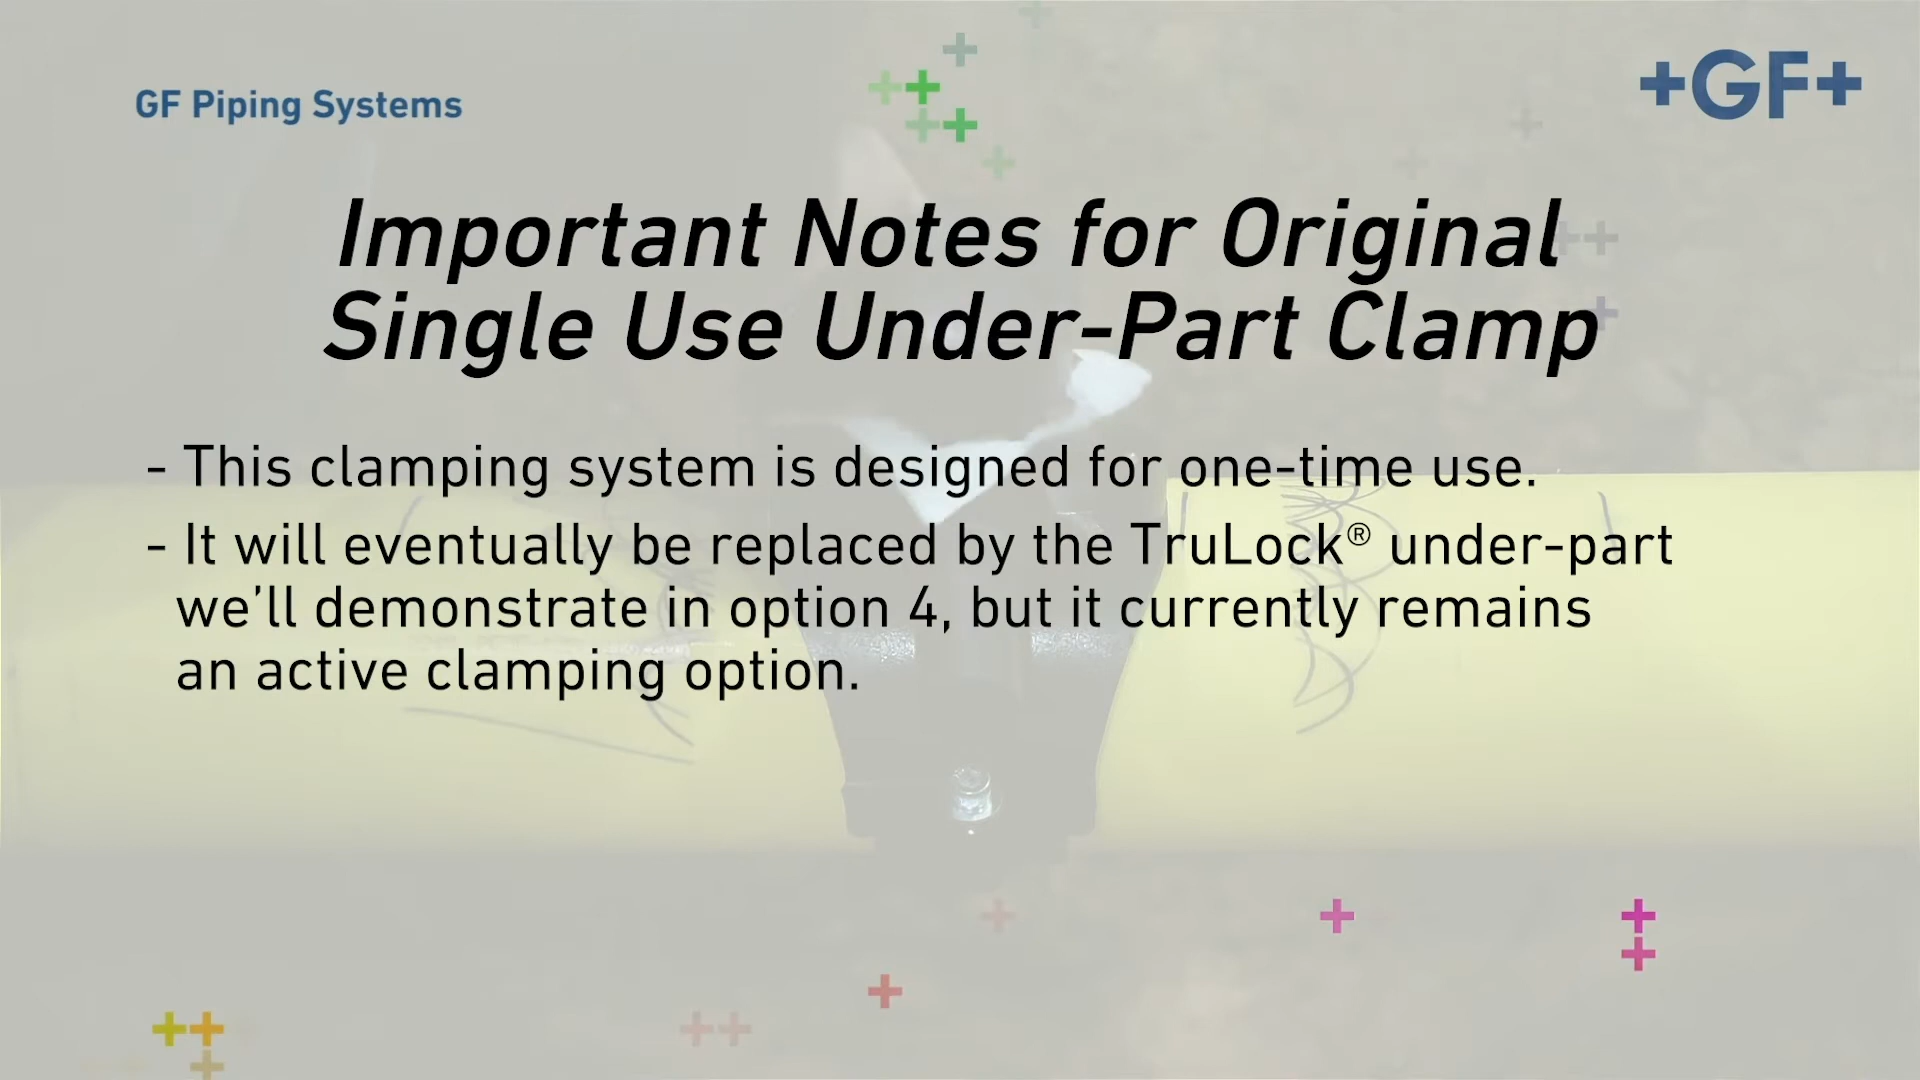 GF Piping Systems
+GF+
Important Notes for Original
Single Use Under-Part Clamp
- This clamping system is designed for one-time use.
- It will eventually be replaced by the TruLock® under-part
we’ll demonstrate in option 4, but it currently remains
an active clamping option.